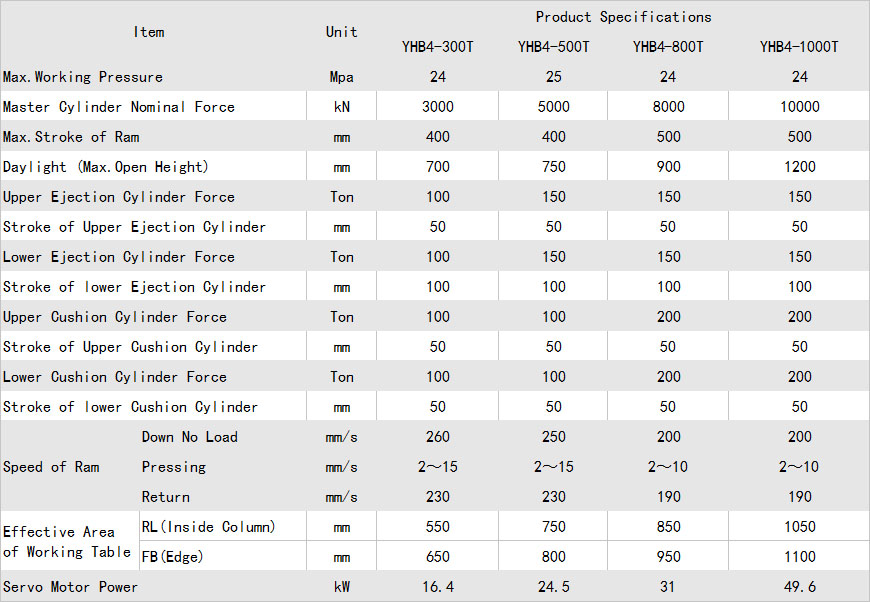 Item Unit Product Specifications
YHB4-300T YHB4-500T YHB4-800T YHB4-1000T
Max.Working Pressure Mpa 24 25 24 24
Master Cylinder Nominal Force kN 3000 5000 8000 10000
Max.Stroke of Ram mm 400 400 500 500
Daylight (Max.Open Height) mm 700 750 900 1200
Upper Ejection Cylinder Force Ton 100 150 150 150
Stroke of Upper Ejection Cylinder mm 50 50 50 50
Lower Ejection Cylinder Force Ton 100 150 150 150
Stroke of lower Ejection Cylinder mm 100 100 100 100
Upper Cushion Cylinder Force Ton 100 100 200 200
Stroke of Upper Cushion Cylinder mm 50 50 50 50
Lower Cushion Cylinder Force Ton 100 100 200 200
Stroke of lower Cushion Cylinder mm 50 50 50 50
Speed of Ram
Down No Load mm/s 260 250 200 200
Pressing mm/s 2～15 2～15 2～10 2～10
Return mm/s 230 230 190 190
Effective Area
of Working Table
RL(Inside Column) mm 550 750 850 1050
FB(Edge) mm 650 800 950 1100
Servo Motor Power kW 16.4 24.5 31 49.6